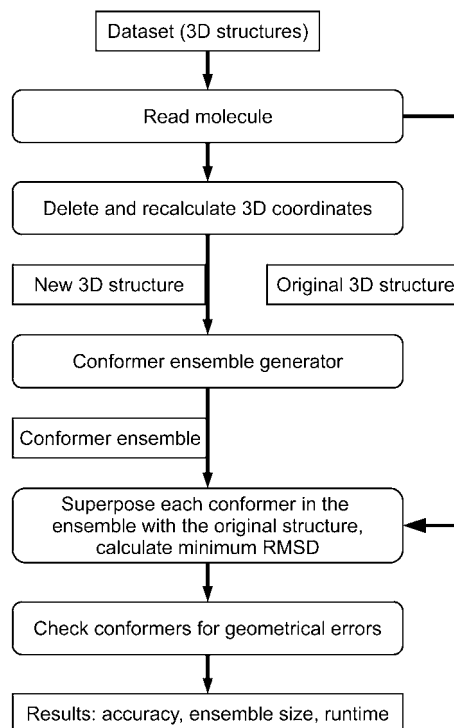 Dataset (3D structures)
Read molecule
Delete and recalculate 3D coordinates
New 3D structure
Original 3D structure
Conformer ensemble generator
Conformer ensemble
Superpose each conformer in the
ensemble with the original structure,
calculate minimum RMSD
Check conformers for geometrical errors
Results: accuracy, ensemble size, runtime